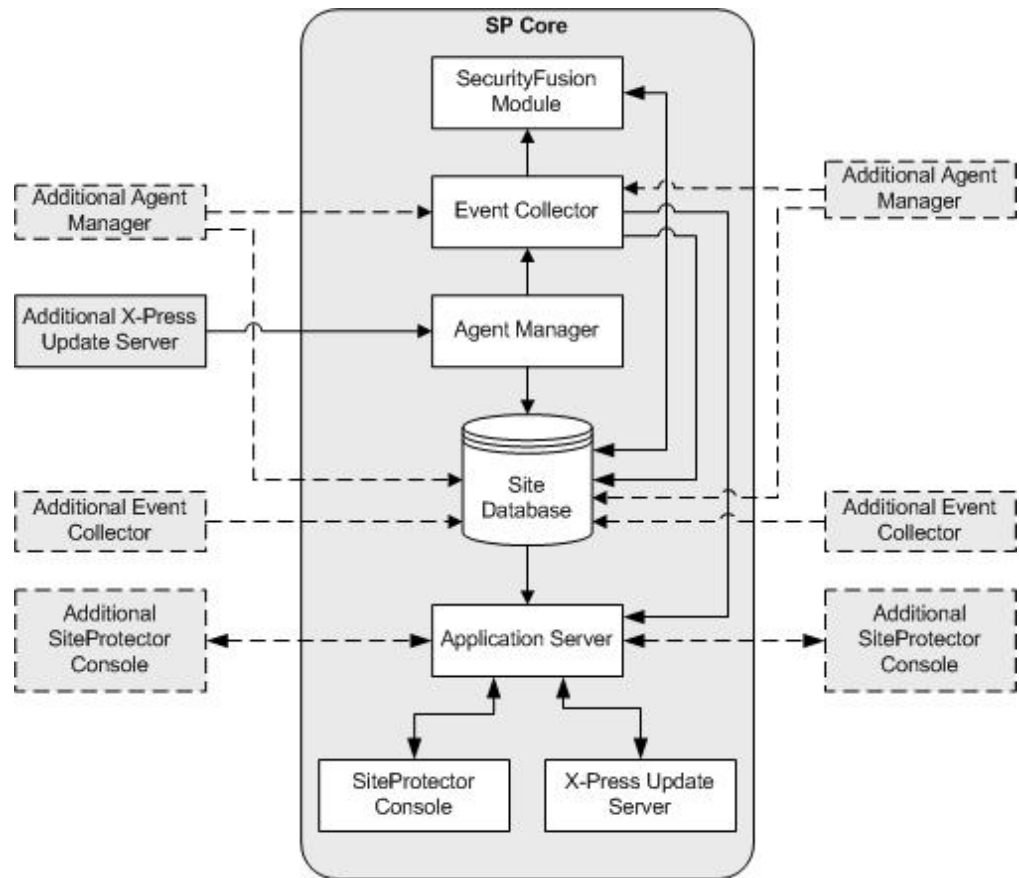 SP Core
SecurityFusion
Module
Additional Agent
Manager
Event Collector
Additional Agent
Manager
Additional X-Press
Update Server
Agent Manager
Site
Database
Additional Event
Collector
Additional Event
Collector
Additional
SiteProtector
Console
Application Server
Additional
SiteProtector
Console
SiteProtector
Console
X-Press Update
Server